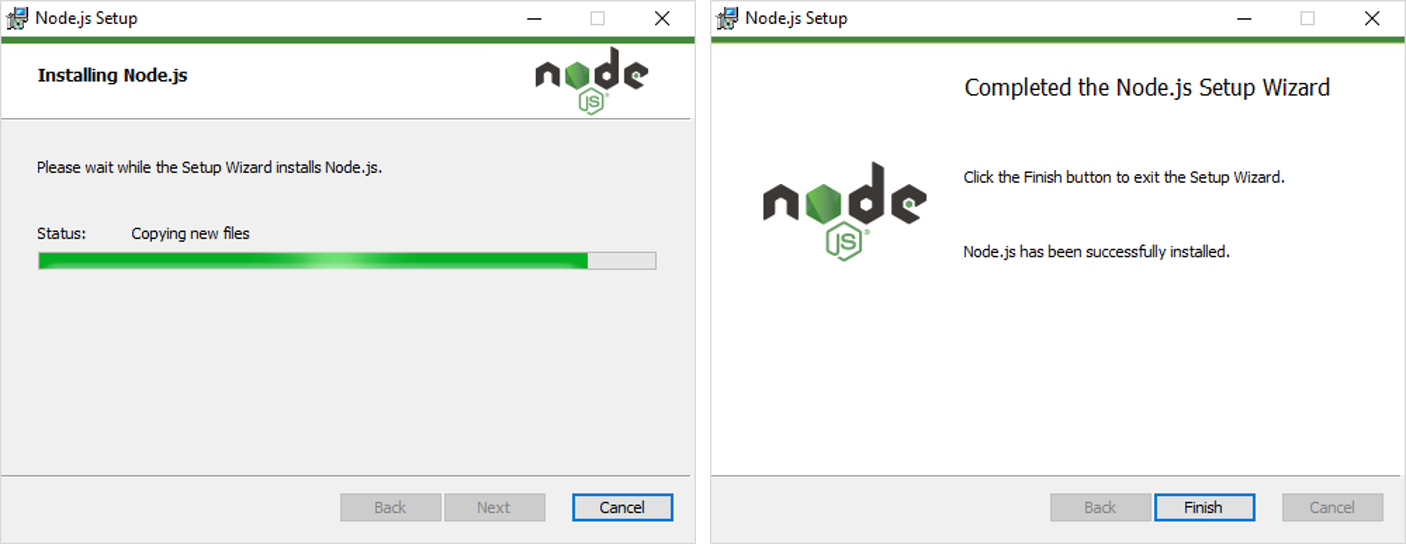 Node.js Setup
Installing Node.js
node
JS
Please wait while the Setup Wizard installs Node.js.
Status: Copying new files
Back Next Cancel
Node.js Setup
Completed the Node.js Setup Wizard
node
JS
Click the Finish button to exit the Setup Wizard.
Node.js has been successfully installed.
Back Finish Cancel